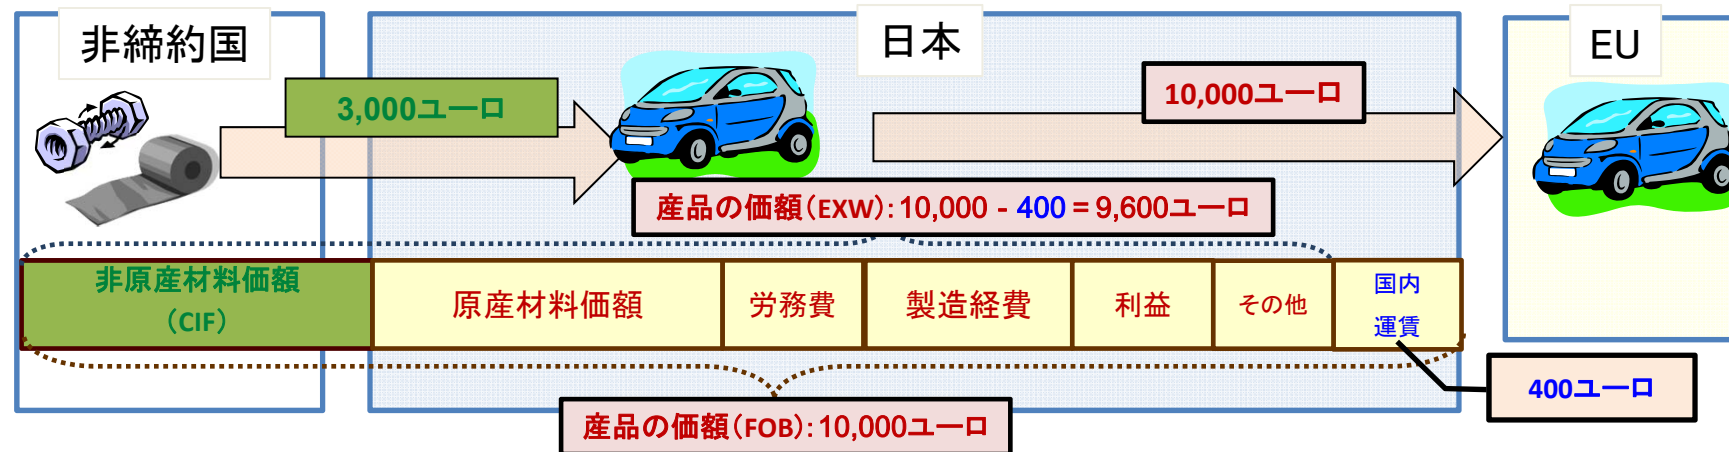 非締約国
日本
EU
3,000ユーロ
10,000ユーロ
産品の価額(EXW):10,000 - 400 = 9,600ユーロ
非原産材料価額
(CIF)
原産材料価額
労務費
製造経費
利益
その他
国内
運賃
400ユーロ
産品の価額(FOB):10,000ユーロ